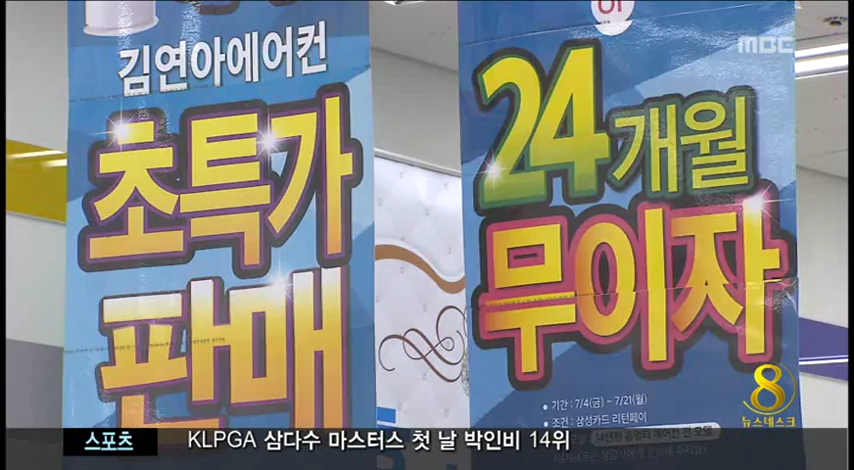 김연아에어컨
초특가
판매
MBC
24개월
무이자
• 기간 : 7/4(금) ~ 7/21(월)
• 조건 : 삼성카드 리턴페이
8
뉴스데스크
스포츠
KLPGA 삼다수 마스터스 첫 날 박인비 14위